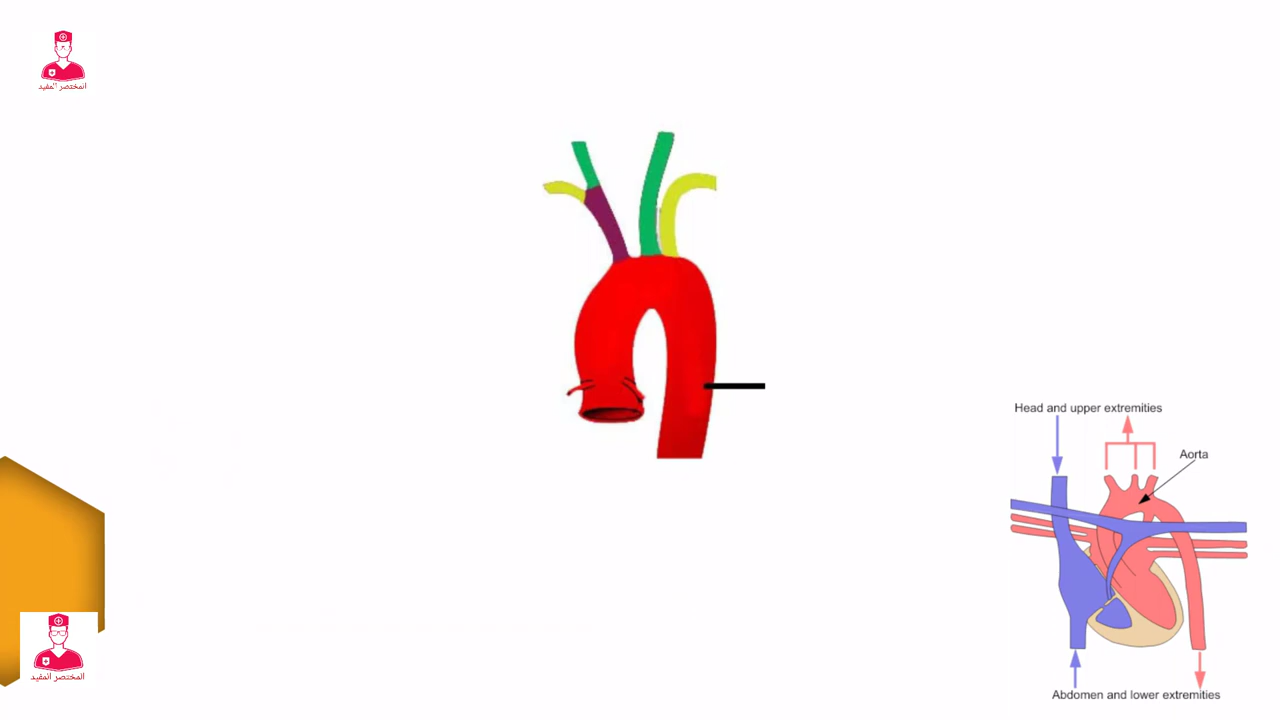 المختصر المفيد
Head and upper extremities
Aorta
المختصر المفيد
Abdomen and lower extremities